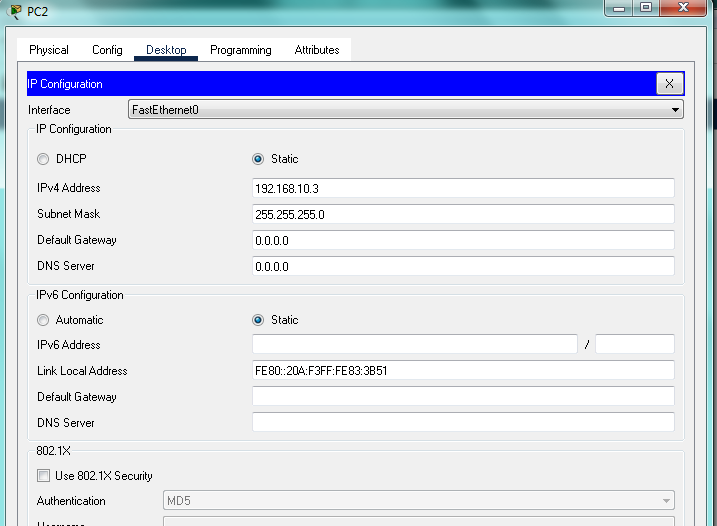 PC2
Physical Config Desktop Programming Attributes
IP Configuration X
Interface FastEthernet0
IP Configuration
DHCP Static
IPv4 Address 192.168.10.3
Subnet Mask 255.255.255.0
Default Gateway 0.0.0.0
DNS Server 0.0.0.0
IPv6 Configuration
Automatic Static
IPv6 Address /
Link Local Address FE80::20A:F3FF:FE83:3B51
Default Gateway
DNS Server
802.1X
Use 802.1X Security
Authentication MD5